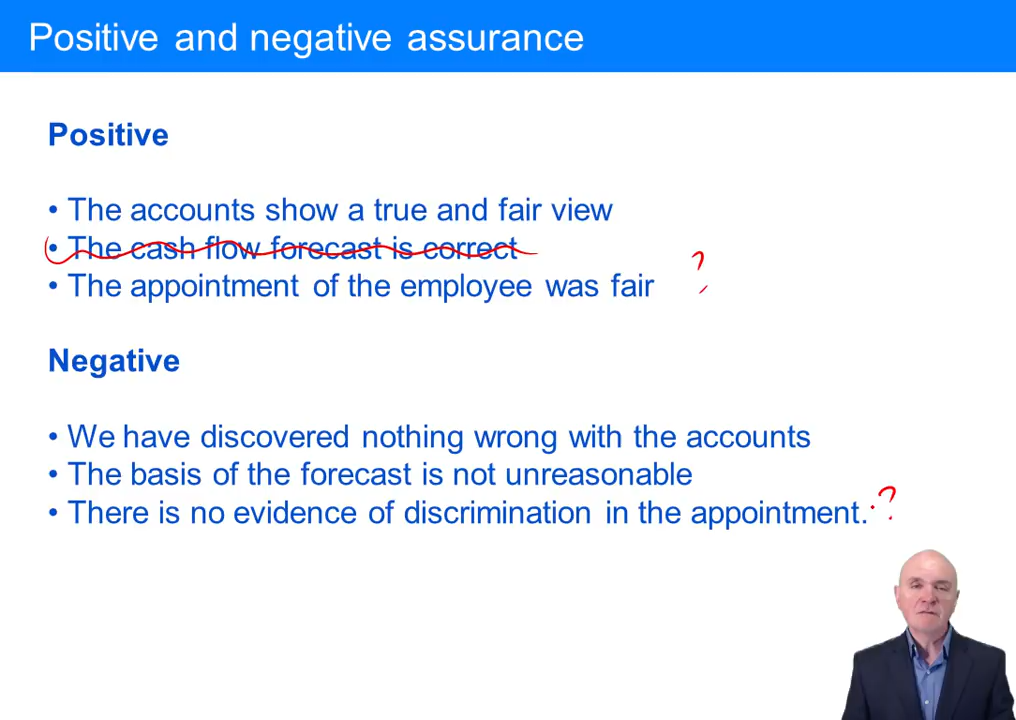 Positive and negative assurance
Positive
• The accounts show a true and fair view
• The cash flow forecast is correct
• The appointment of the employee was fair ?
Negative
• We have discovered nothing wrong with the accounts
• The basis of the forecast is not unreasonable
• There is no evidence of discrimination in the appointment. ?